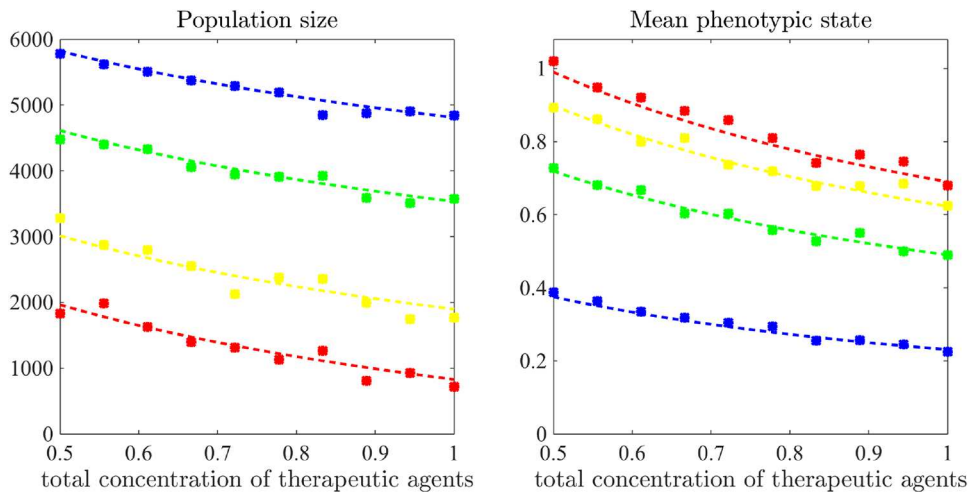 Population size
6000
5000
4000
3000
2000
1000
0
0.5 0.6 0.7 0.8 0.9 1
total concentration of therapeutic agents
Mean phenotypic state
1
0.8
0.6
0.4
0.2
0
0.5 0.6 0.7 0.8 0.9 1
total concentration of therapeutic agents